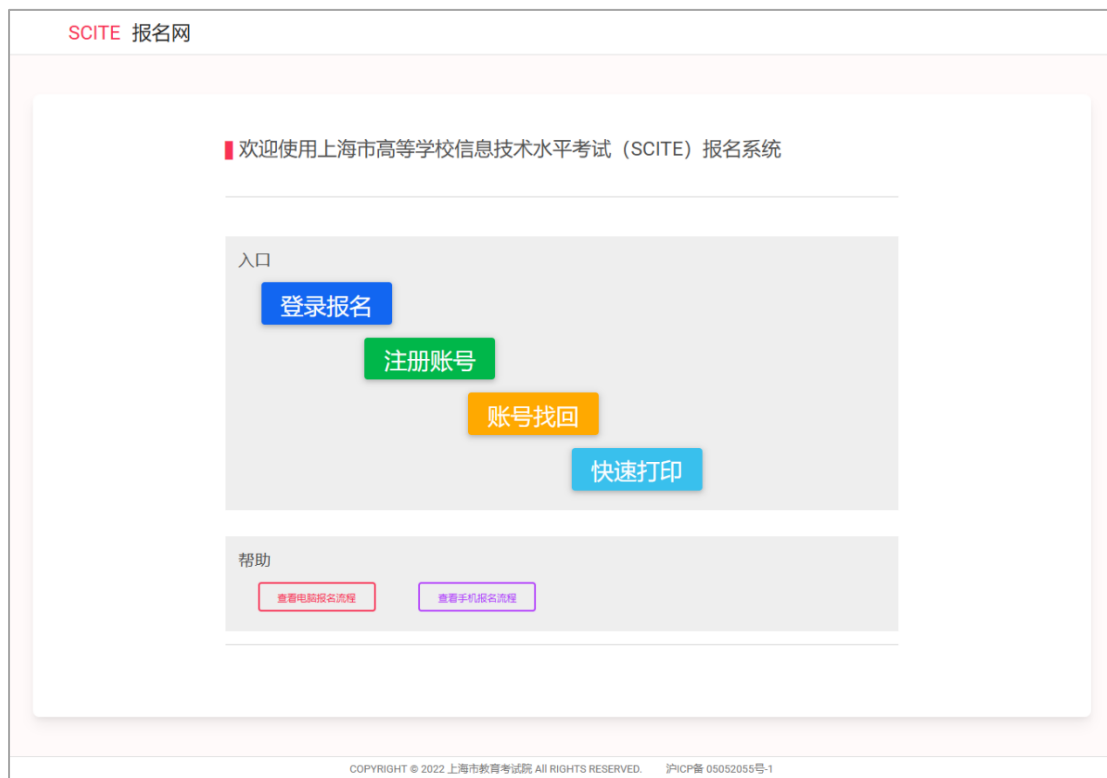 SCITE 报名网
欢迎使用上海市高等学校信息技术水平考试（SCITE）报名系统
入口
登录报名
注册账号
账号找回
快速打印
帮助
查看电脑报名流程 查看手机报名流程
COPYRIGHT © 2022 上海市教育考试院 All RIGHTS RESERVED. 沪ICP备 05052055号-1